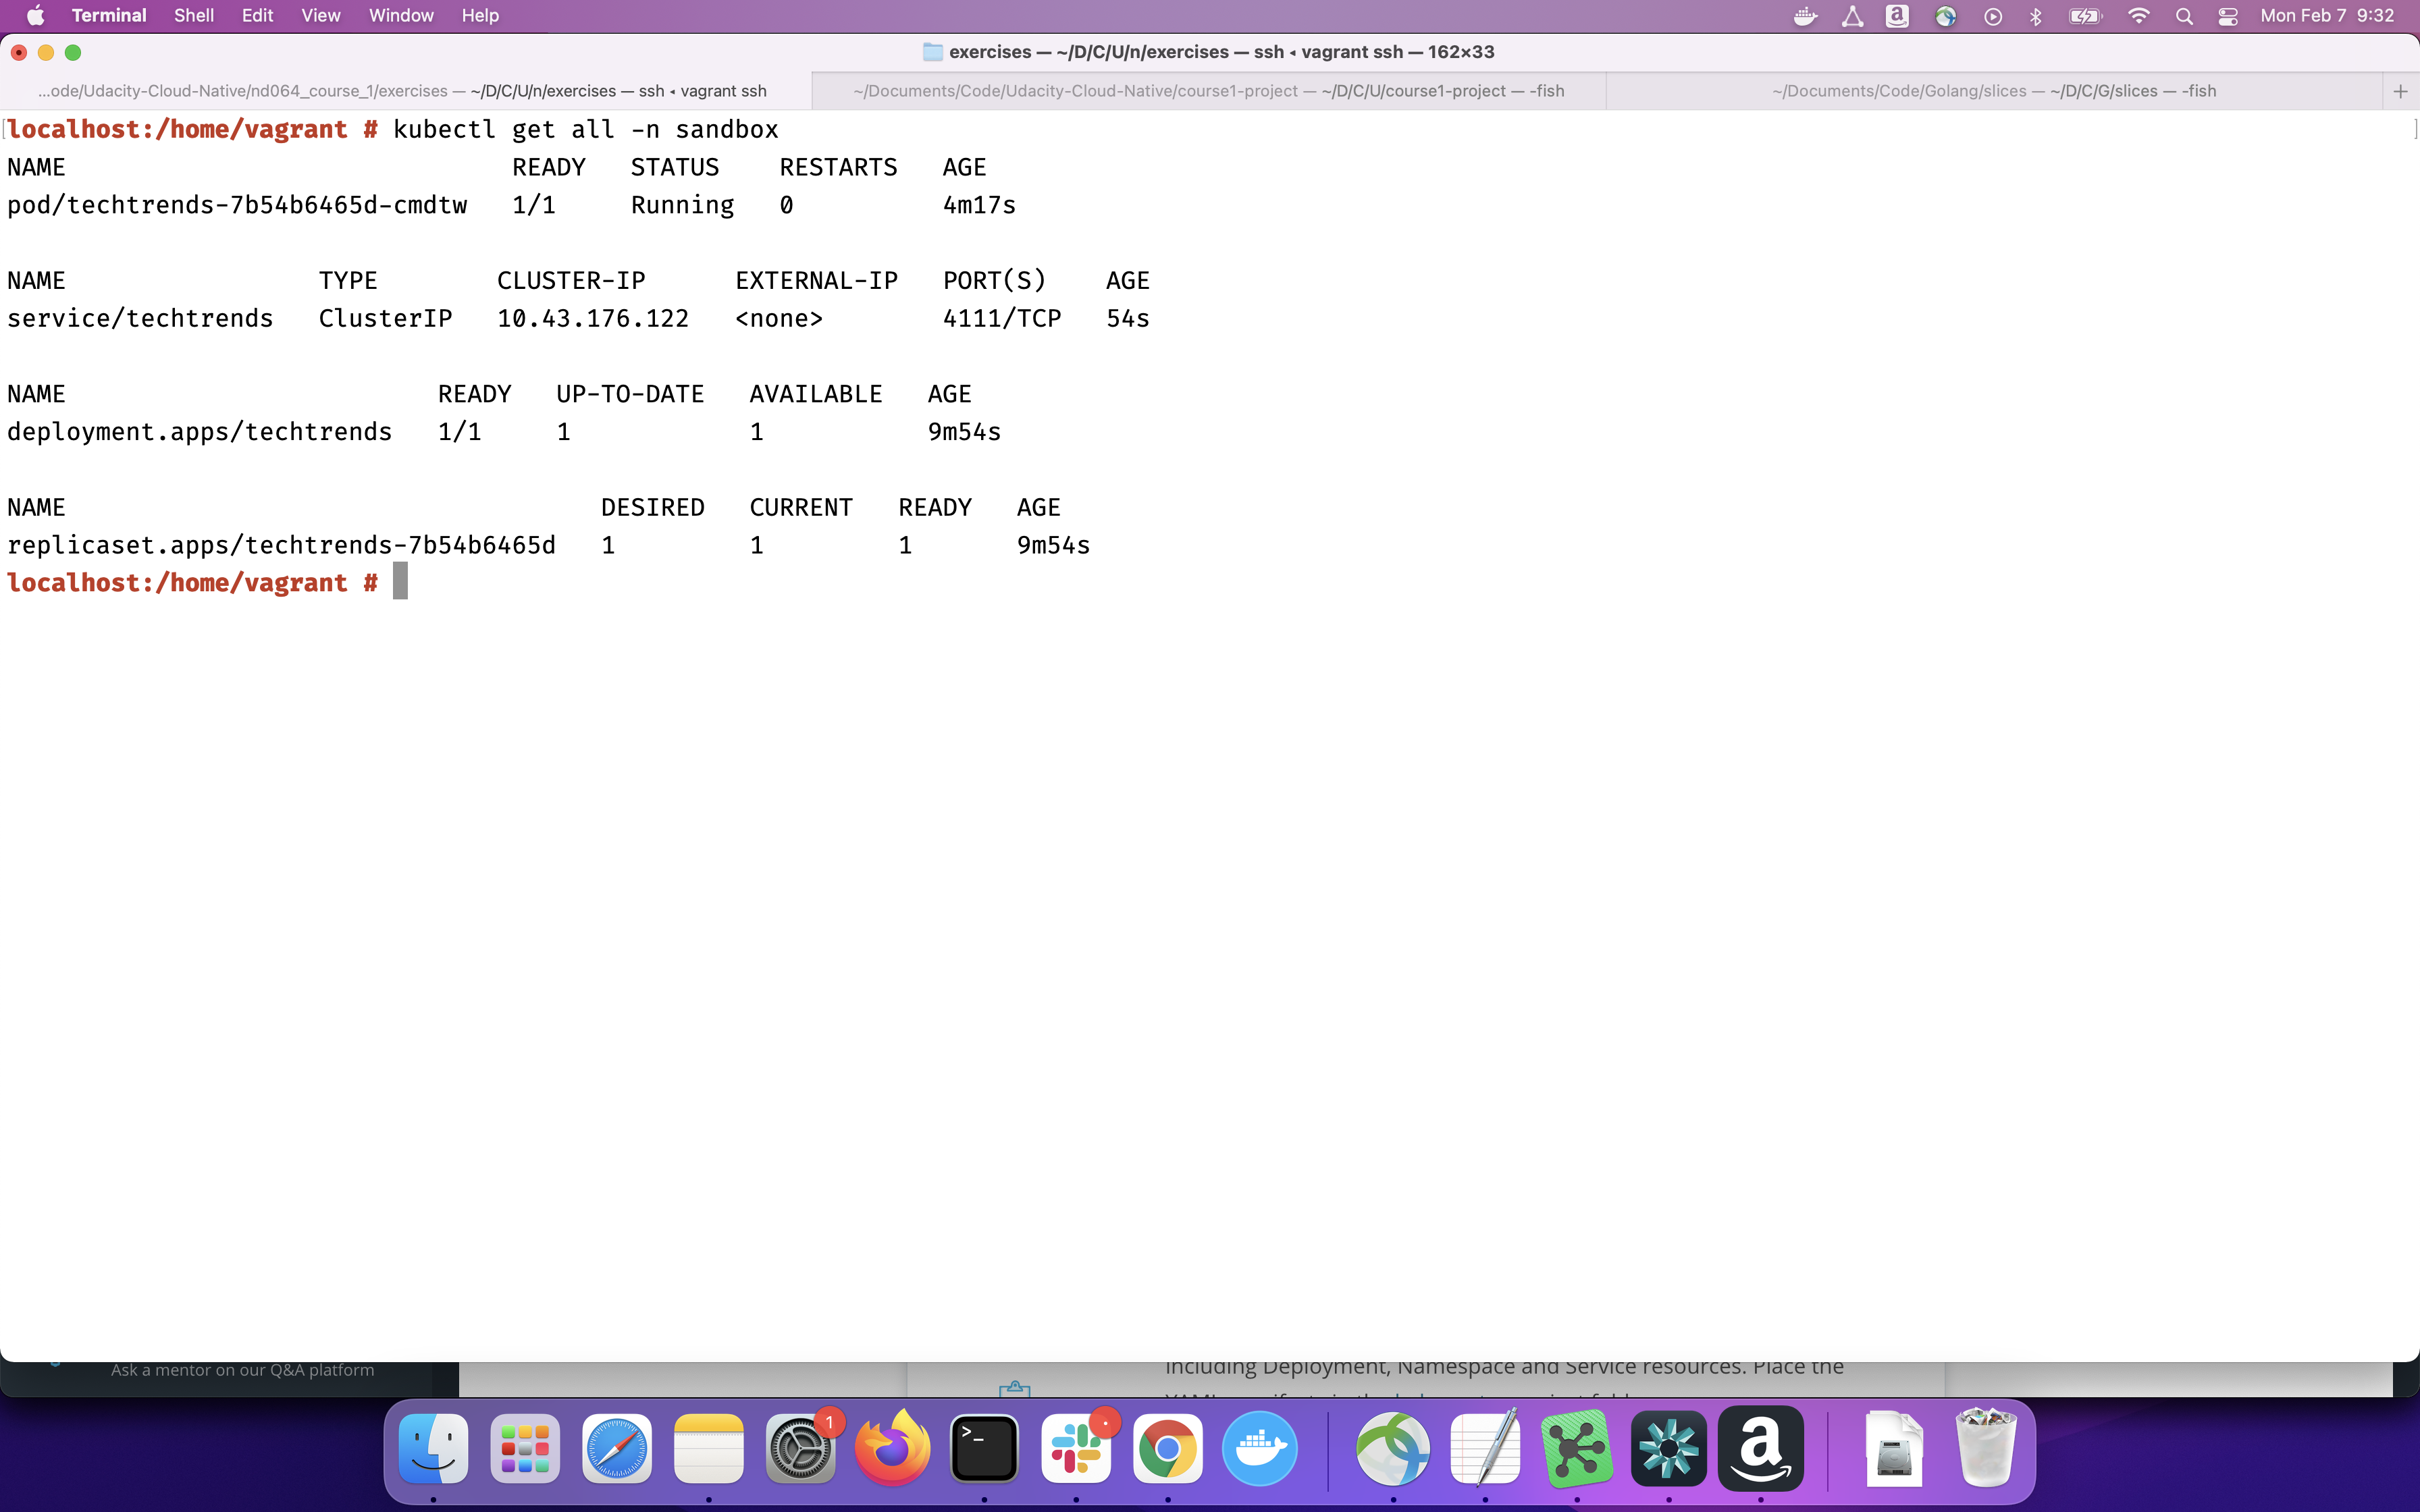 Terminal Shell Edit View Window Help Mon Feb 7 9:32
exercises — ~/D/C/U/n/exercises — ssh ◂ vagrant ssh — 162×33
...ode/Udacity-Cloud-Native/nd064_course_1/exercises — ~/D/C/U/n/exercises — ssh ◂ vagrant ssh ~/Documents/Code/Udacity-Cloud-Native/course1-project — ~/D/C/U/course1-project — -fish ~/Documents/Code/Golang/slices — ~/D/C/G/slices — -fish +
[localhost:/home/vagrant # kubectl get all -n sandbox ]
NAME READY STATUS RESTARTS AGE
pod/techtrends-7b54b6465d-cmdtw 1/1 Running 0 4m17s
NAME TYPE CLUSTER-IP EXTERNAL-IP PORT(S) AGE
service/techtrends ClusterIP 10.43.176.122 <none> 4111/TCP 54s
NAME READY UP-TO-DATE AVAILABLE AGE
deployment.apps/techtrends 1/1 1 1 9m54s
NAME DESIRED CURRENT READY AGE
replicaset.apps/techtrends-7b54b6465d 1 1 1 9m54s
localhost:/home/vagrant #
Ask a mentor on our Q&A platform
including Deployment, Namespace and Service resources. Place the
1
>_
a